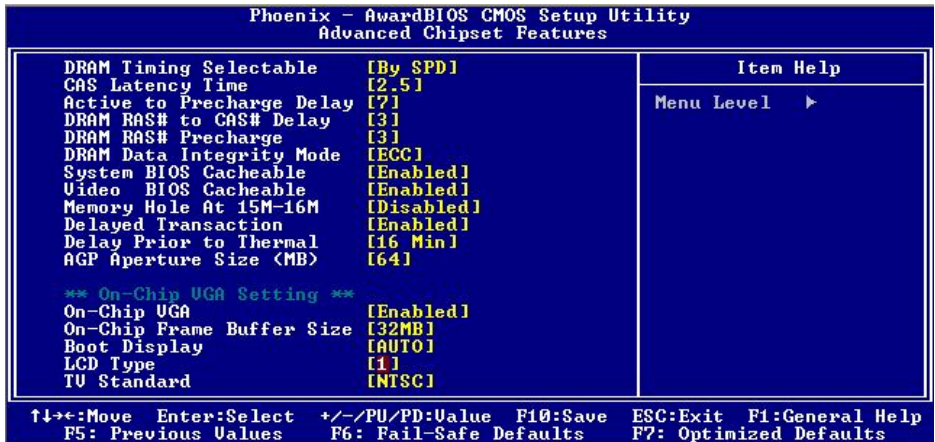 Phoenix - AwardBIOS CMOS Setup Utility
Advanced Chipset Features
DRAM Timing Selectable [By SPD]
CAS Latency Time [2.5]
Active to Precharge Delay [7]
DRAM RAS# to CAS# Delay [3]
DRAM RAS# Precharge [3]
DRAM Data Integrity Mode [ECC]
System BIOS Cacheable [Enabled]
Video BIOS Cacheable [Enabled]
Memory Hole At 15M-16M [Disabled]
Delayed Transaction [Enabled]
Delay Prior to Thermal [16 Min]
AGP Aperture Size (MB) [64]
** On-Chip VGA Setting **
On-Chip VGA [Enabled]
On-Chip Frame Buffer Size [32MB]
Boot Display [AUTO]
LCD Type [1]
TV Standard [NTSC]
Item Help
Menu Level ►
↑↓→←:Move Enter:Select +/-/PU/PD:Value F10:Save ESC:Exit F1:General Help
F5: Previous Values F6: Fail-Safe Defaults F7: Optimized Defaults